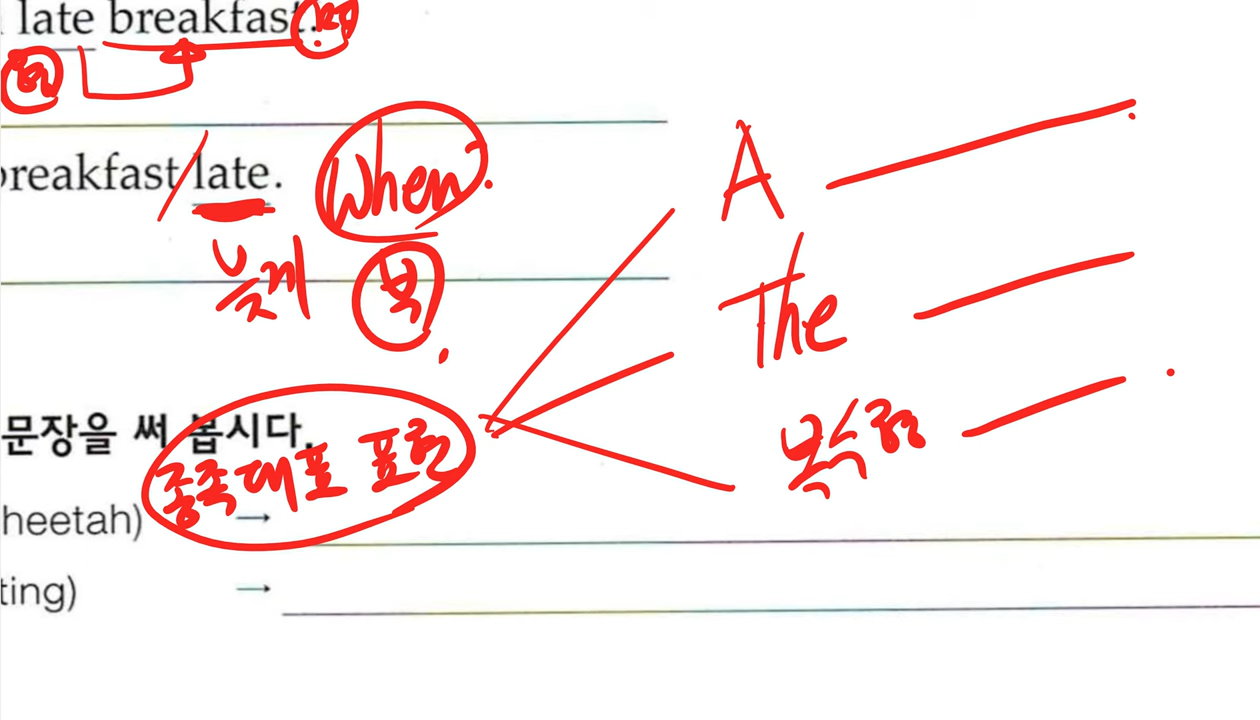 late breakfast.
형
명
breakfast / late.
When?
늦게
부
A
The
복수형
문장을 써 봅시다.
종족대표 표현
heetah) →
ting) →